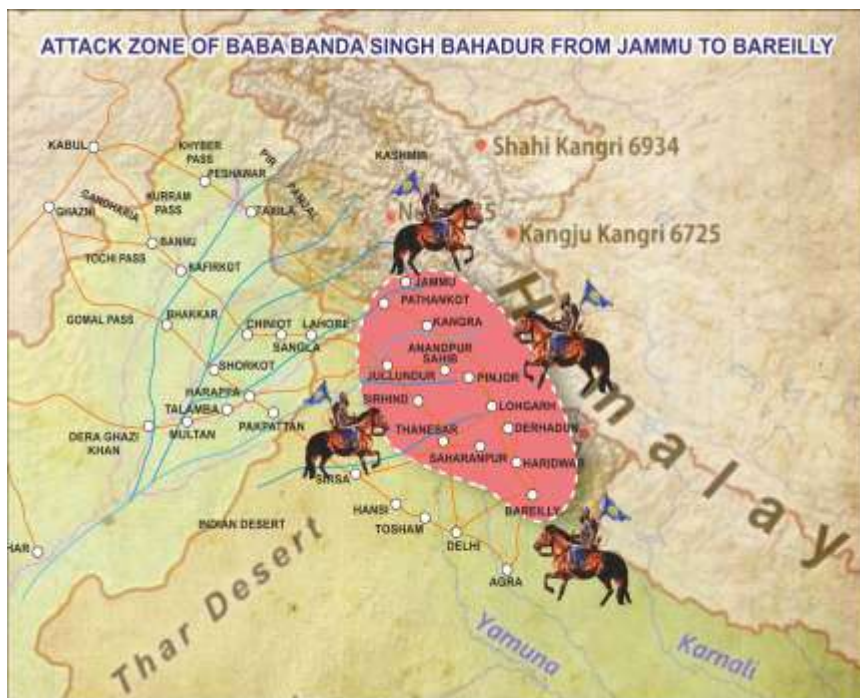 ATTACK ZONE OF BABA BANDA SINGH BAHADUR FROM JAMMU TO BAREILLY
KABUL
KHYBER
PASS
PESHAWAR
PIR
PANJAL
KASHMIR
Shahi Kangri 6934
GHAZNI
GANDHARIA
KURRAM
PASS
TAXILA
Kangju Kangri 6725
BANNU
TOCHI PASS
KAFIRKOT
JAMMU
PATHANKOT
Himalay
GOMAL PASS
BHAKKAR
CHINIOT
LAHORE
SANGLA
KANGRA
ANANDPUR
SAHIB
SHORKOT
JULLUNDUR
PINJOR
HARAPPA
SIRHIND
LOHGARH
TALAMBA
MULTAN
PAKPATTAN
DERA GHAZI
KHAN
THANESAR
DERHADUN
SAHARANPUR
HARIDWAR
SIRSA
HANSI
BAREILLY
INDIAN DESERT
TOSHAM
DELHI
HAR
AGRA
Thar Desert
Yamuna
Karnali